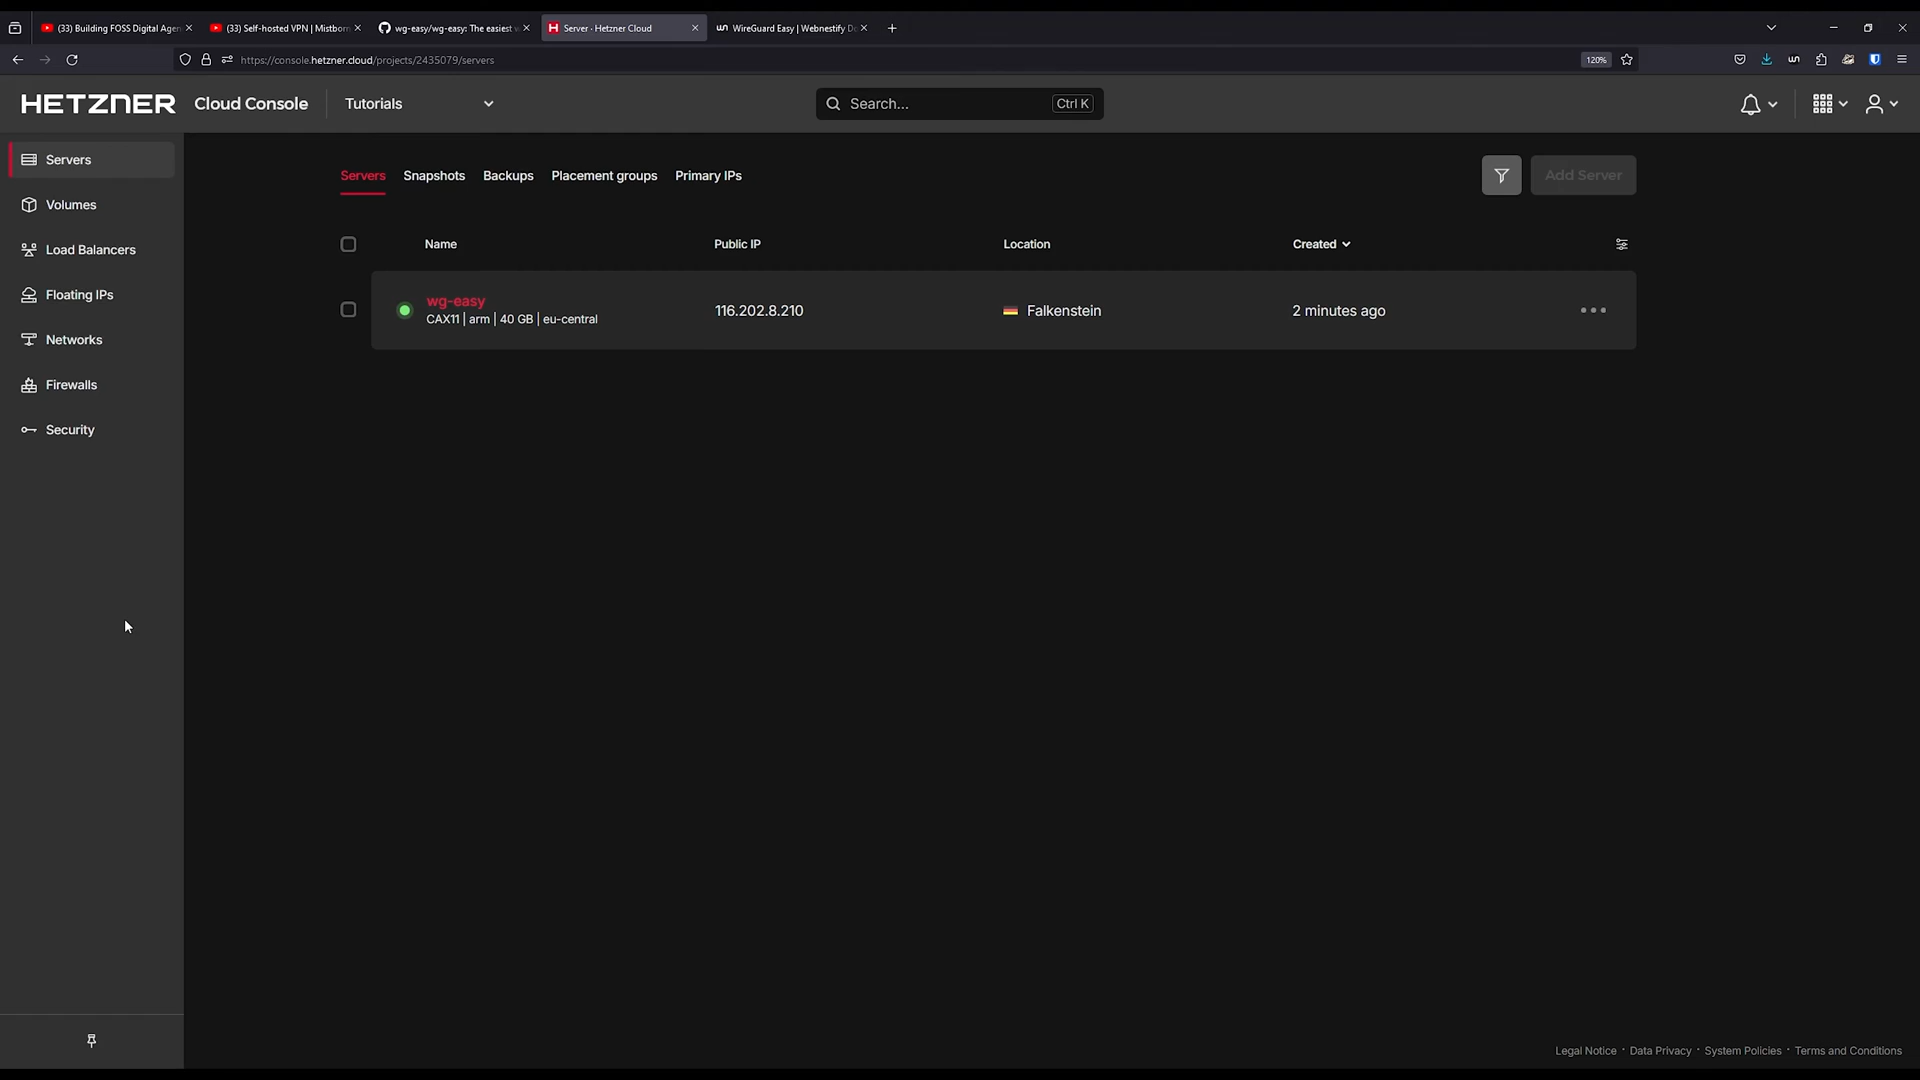 (33) Building FOSS Digital Agen
(33) Self-hosted VPN | Mistborn
wg-easy/wg-easy: The easiest w
Server · Hetzner Cloud
WireGuard Easy | Webnestify Do
https://console.hetzner.cloud/projects/2435079/servers
120%
HETZNER Cloud Console
Tutorials
Search...
Ctrl K
Servers
Volumes
Load Balancers
Floating IPs
Networks
Firewalls
Security
Servers Snapshots Backups Placement groups Primary IPs
Add Server
Name Public IP Location Created
wg-easy
CAX11 | arm | 40 GB | eu-central
116.202.8.210
Falkenstein
2 minutes ago
Legal Notice · Data Privacy · System Policies · Terms and Conditions